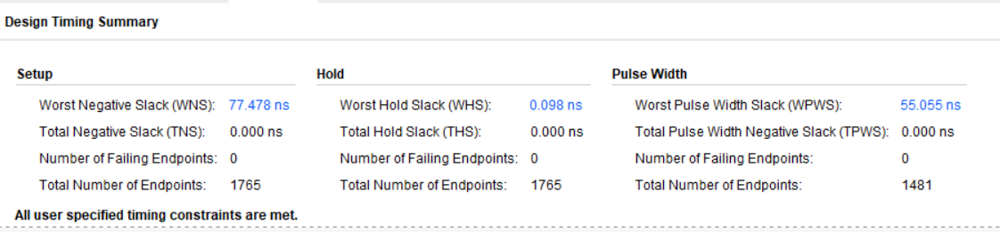 Design Timing Summary
Setup Hold Pulse Width
Worst Negative Slack (WNS): 77.478 ns Worst Hold Slack (WHS): 0.098 ns Worst Pulse Width Slack (WPWS): 55.055 ns
Total Negative Slack (TNS): 0.000 ns Total Hold Slack (THS): 0.000 ns Total Pulse Width Negative Slack (TPWS): 0.000 ns
Number of Failing Endpoints: 0 Number of Failing Endpoints: 0 Number of Failing Endpoints: 0
Total Number of Endpoints: 1765 Total Number of Endpoints: 1765 Total Number of Endpoints: 1481
All user specified timing constraints are met.